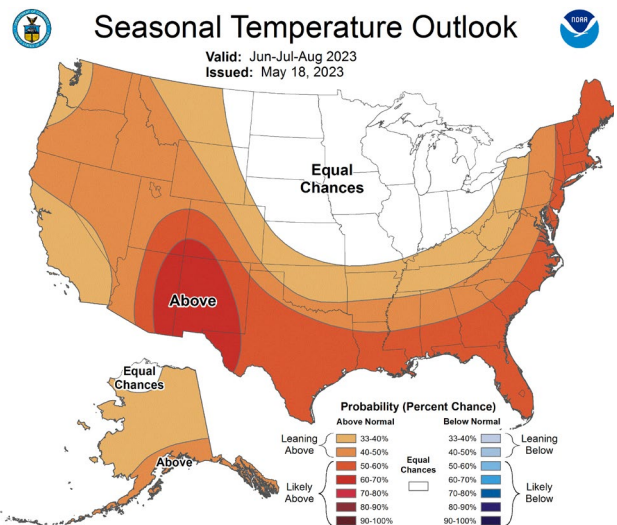 Seasonal Temperature Outlook
NOAA
Valid: Jun-Jul-Aug 2023
Issued: May 18, 2023
Equal
Chances
Above
Equal
Chances
Above
Probability (Percent Chance)
Above Normal
Below Normal
Leaning
Above
33-40%
40-50%
Likely
Above
50-60%
60-70%
70-80%
80-90%
90-100%
Equal
Chances
33-40%
40-50%
Leaning
Below
50-60%
60-70%
70-80%
80-90%
90-100%
Likely
Below